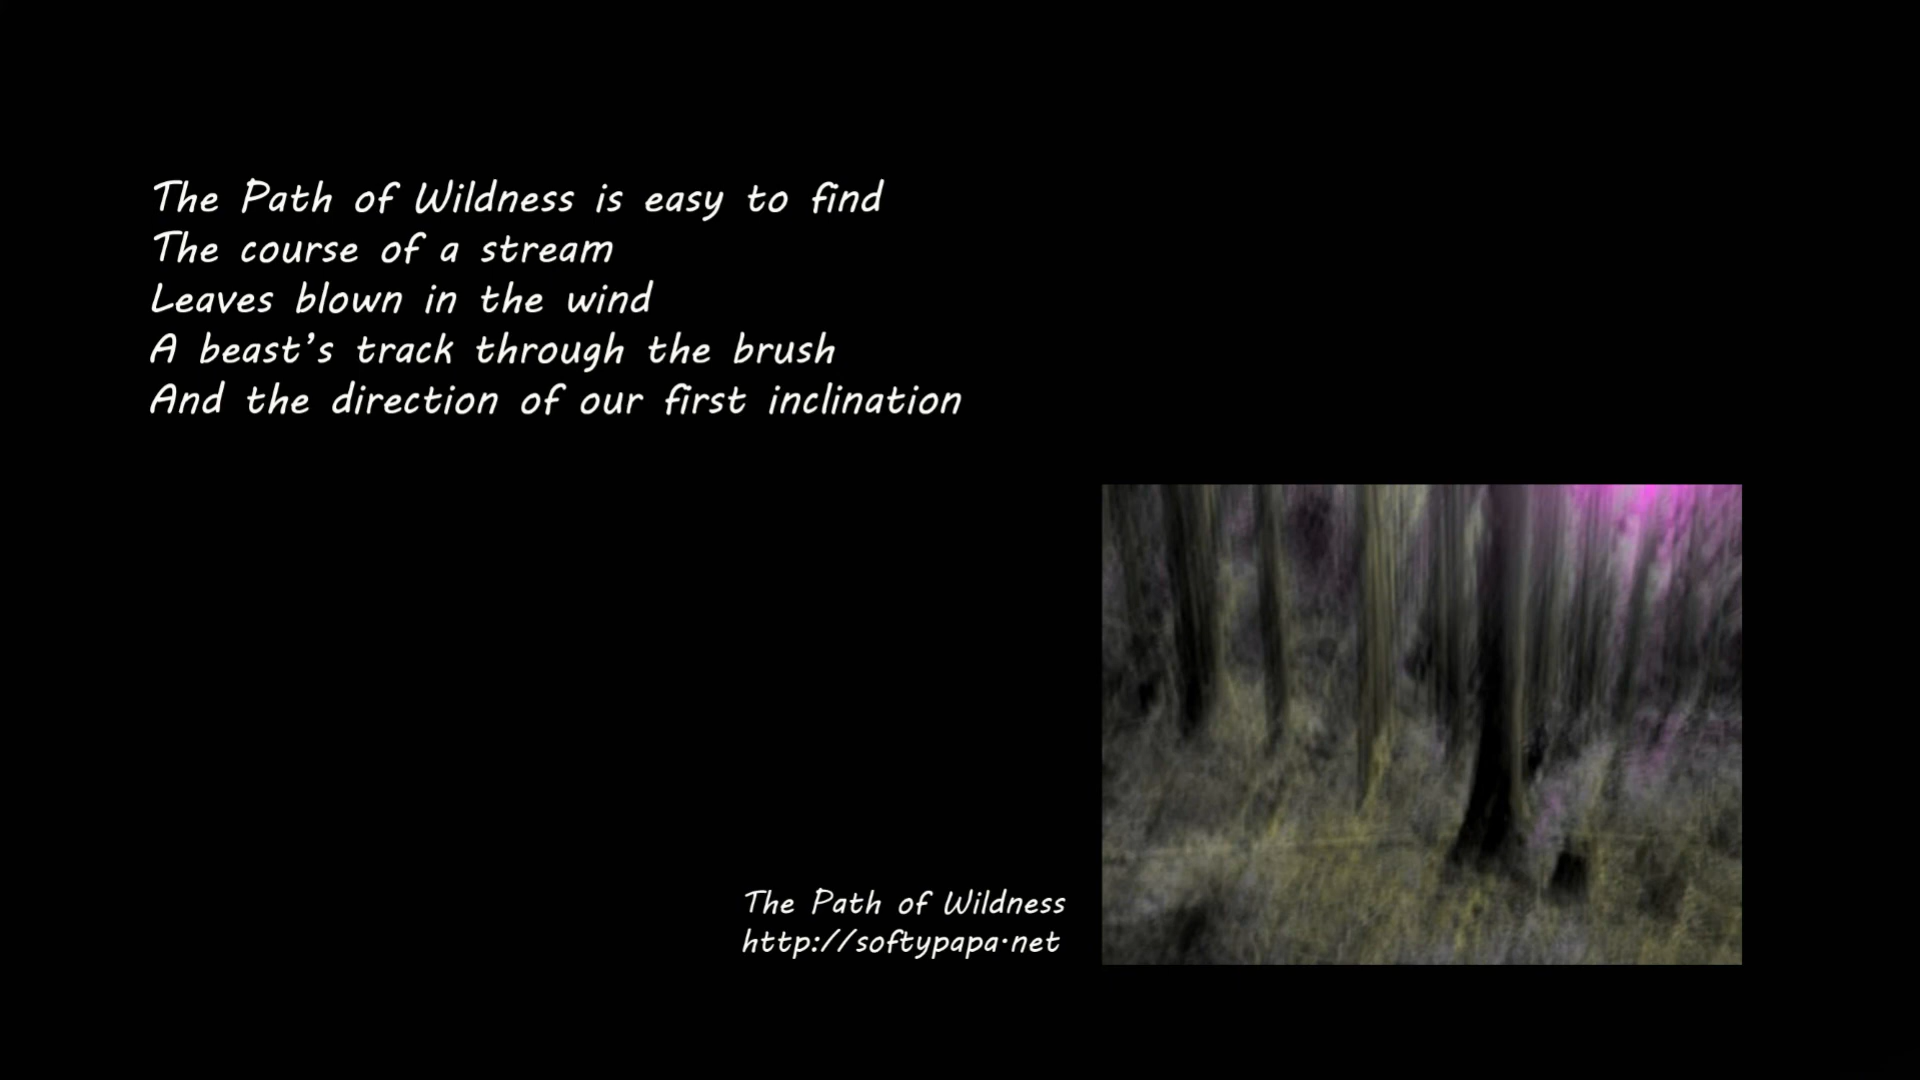 The Path of Wildness is easy to find
The course of a stream
Leaves blown in the wind
A beast’s track through the brush
And the direction of our first inclination
The Path of Wildness
http://softypapa.net